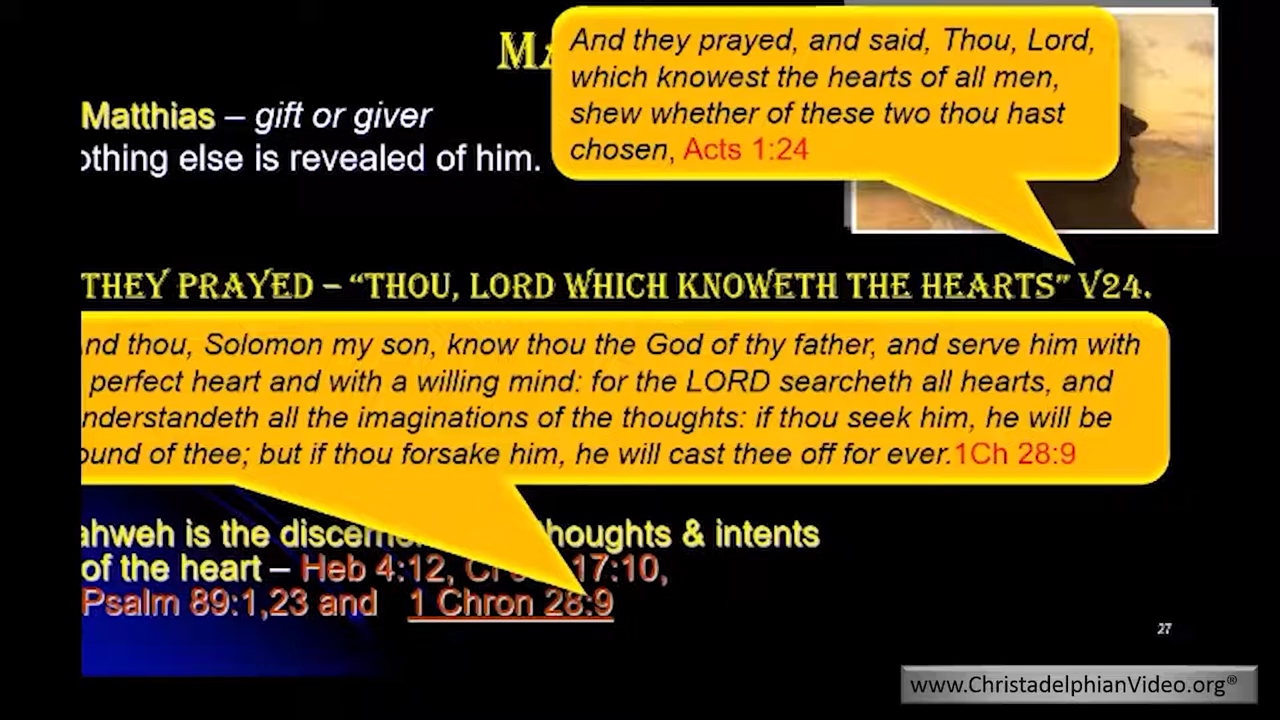 Matthias – gift or giver
othing else is revealed of him.
And they prayed, and said, Thou, Lord,
which knowest the hearts of all men,
shew whether of these two thou hast
chosen, Acts 1:24
THEY PRAYED – “THOU, LORD WHICH KNOWETH THE HEARTS” V24.
nd thou, Solomon my son, know thou the God of thy father, and serve him with
perfect heart and with a willing mind: for the LORD searcheth all hearts, and
nderstandeth all the imaginations of the thoughts: if thou seek him, he will be
ound of thee; but if thou forsake him, he will cast thee off for ever.1Ch 28:9
ahweh is the discern houghts & intents
of the heart – Heb 4:12, 17:10,
Psalm 89:1,23 and 1 Chron 28:9
27
www.ChristadelphianVideo.org®